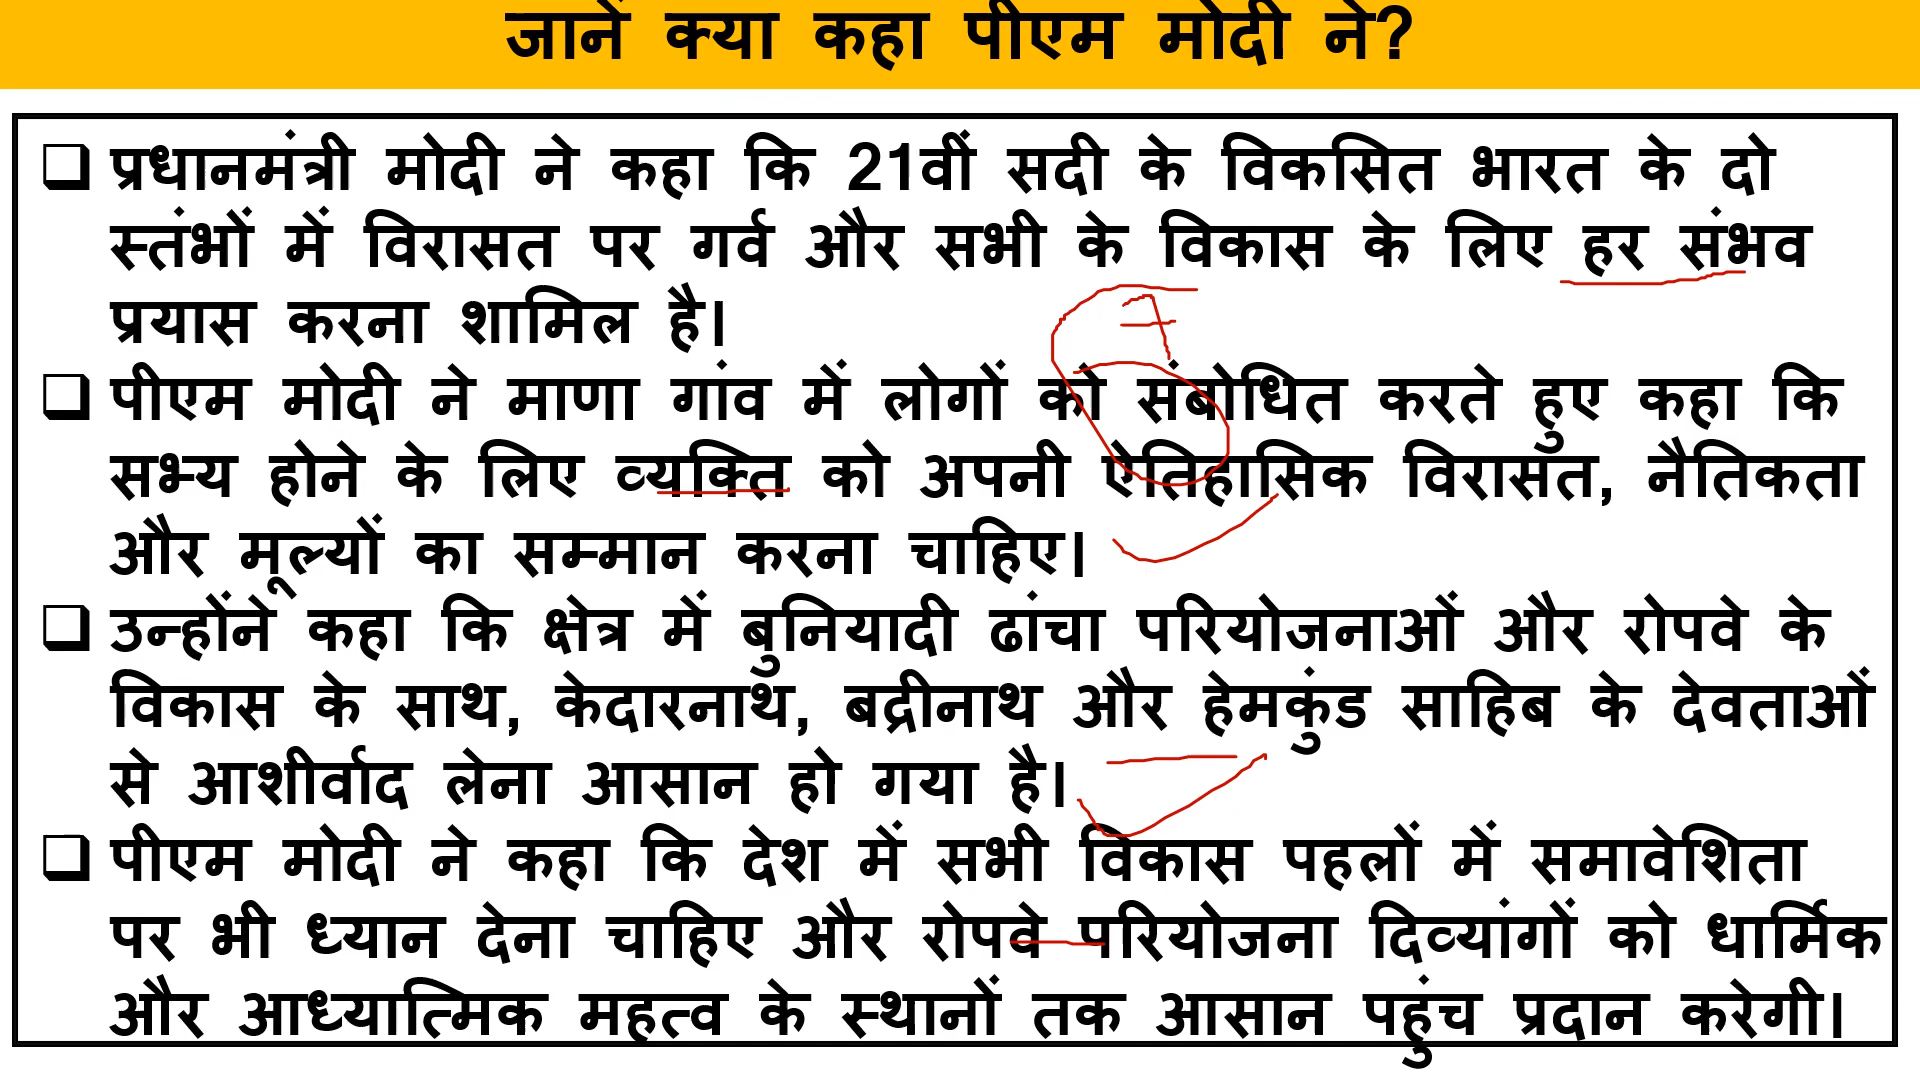 जानें क्या कहा पीएम मोदी ने?
❑ प्रधानमंत्री मोदी ने कहा कि 21वीं सदी के विकसित भारत के दो
स्तंभों में विरासत पर गर्व और सभी के विकास के लिए हर संभव
प्रयास करना शामिल है।
❑ पीएम मोदी ने माणा गांव में लोगों को संबोधित करते हुए कहा कि
सभ्य होने के लिए व्यक्ति को अपनी ऐतिहासिक विरासत, नैतिकता
और मूल्यों का सम्मान करना चाहिए।
❑ उन्होंने कहा कि क्षेत्र में बुनियादी ढांचा परियोजनाओं और रोपवे के
विकास के साथ, केदारनाथ, बद्रीनाथ और हेमकुंड साहिब के देवताओं
से आशीर्वाद लेना आसान हो गया है।
❑ पीएम मोदी ने कहा कि देश में सभी विकास पहलों में समावेशिता
पर भी ध्यान देना चाहिए और रोपवे परियोजना दिव्यांगों को धार्मिक
और आध्यात्मिक महत्व के स्थानों तक आसान पहुंच प्रदान करेगी।